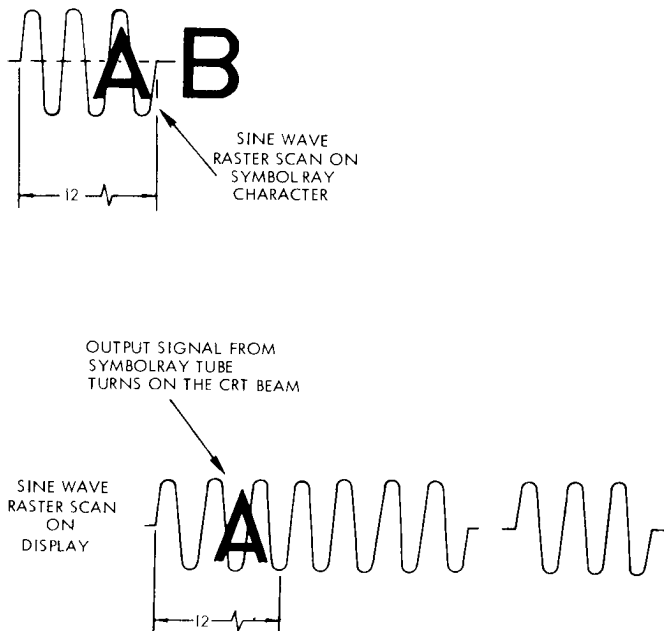 A B
SINE WAVE
RASTER SCAN ON
SYMBOLRAY
CHARACTER
12
OUTPUT SIGNAL FROM
SYMBOLRAY TUBE
TURNS ON THE CRT BEAM
SINE WAVE
RASTER SCAN
ON
DISPLAY
A
12